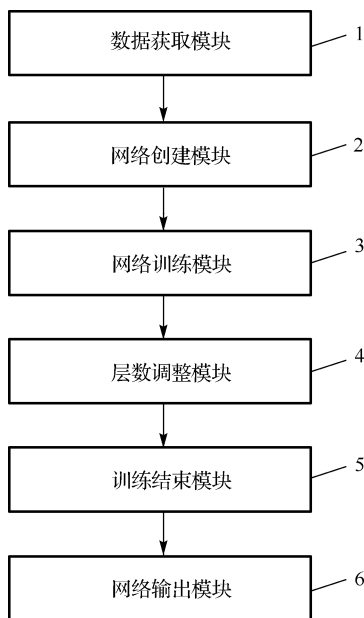 数据获取模块
1
网络创建模块
2
网络训练模块
3
层数调整模块
4
训练结束模块
5
网络输出模块
6